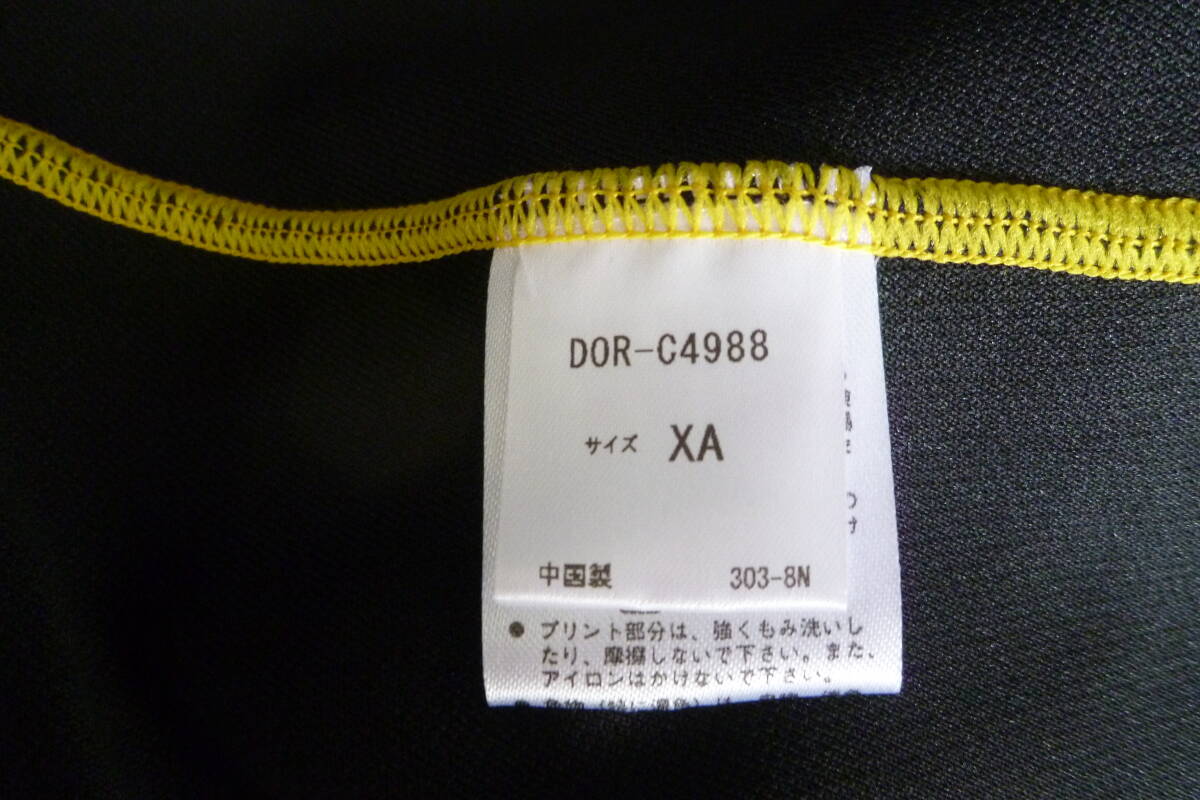 DOR-C4988
サイズ XA
中国製 303-8N
● プリント部分は、強くもみ洗いし
たり、摩擦しないで下さい。また、
アイロンはかけないで下さい。